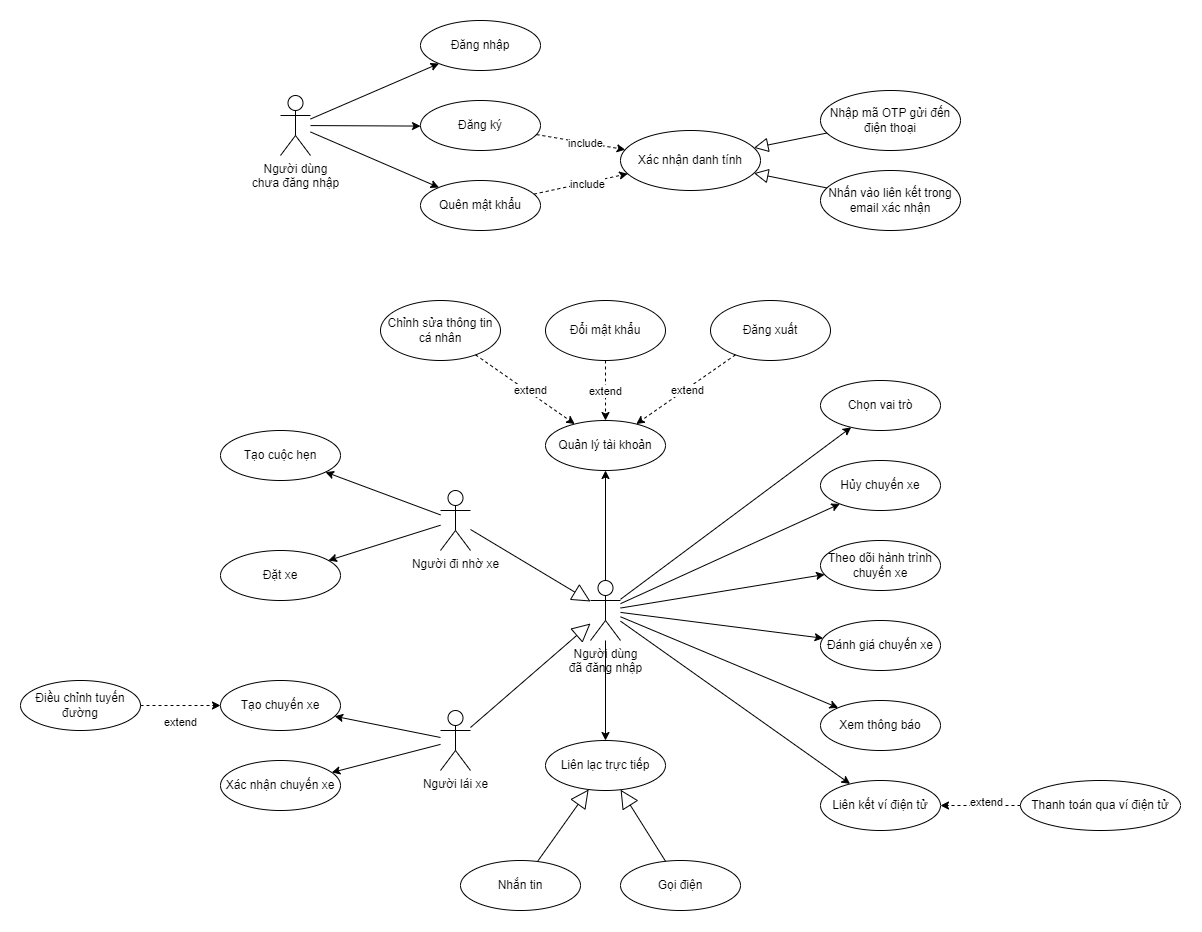 Đăng nhập
Đăng ký
include
Nhập mã OTP gửi đến
điện thoại
Xác nhận danh tính
Người dùng
chưa đăng nhập
Quên mật khẩu
include
Nhấn vào liên kết trong
email xác nhận
Chỉnh sửa thông tin
cá nhân
Đổi mật khẩu
Đăng xuất
extend
extend
extend
Quản lý tài khoản
Chọn vai trò
Tạo cuộc hẹn
Hủy chuyến xe
Người đi nhờ xe
Đặt xe
Theo dõi hành trình
chuyến xe
Người dùng
đã đăng nhập
Đánh giá chuyến xe
Điều chỉnh tuyến
đường
extend
Tạo chuyến xe
Xem thông báo
Người lái xe
Xác nhận chuyến xe
Liên lạc trực tiếp
Liên kết ví điện tử
extend
Thanh toán qua ví điện tử
Nhắn tin
Gọi điện